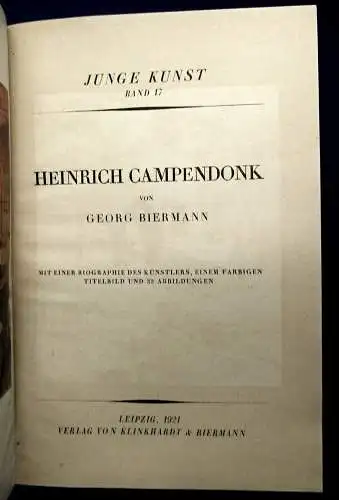 JUNGE KUNST
BAND 17
HEINRICH CAMPENDONK
VON
GEORG BIERMANN
MIT EINER BIOGRAPHIE DES KÜNSTLERS, EINEM FARBIGEN
TITELBILD UND 32 ABBILDUNGEN
LEIPZIG, 1921
VERLAG VON KLINKHARDT & BIERMANN